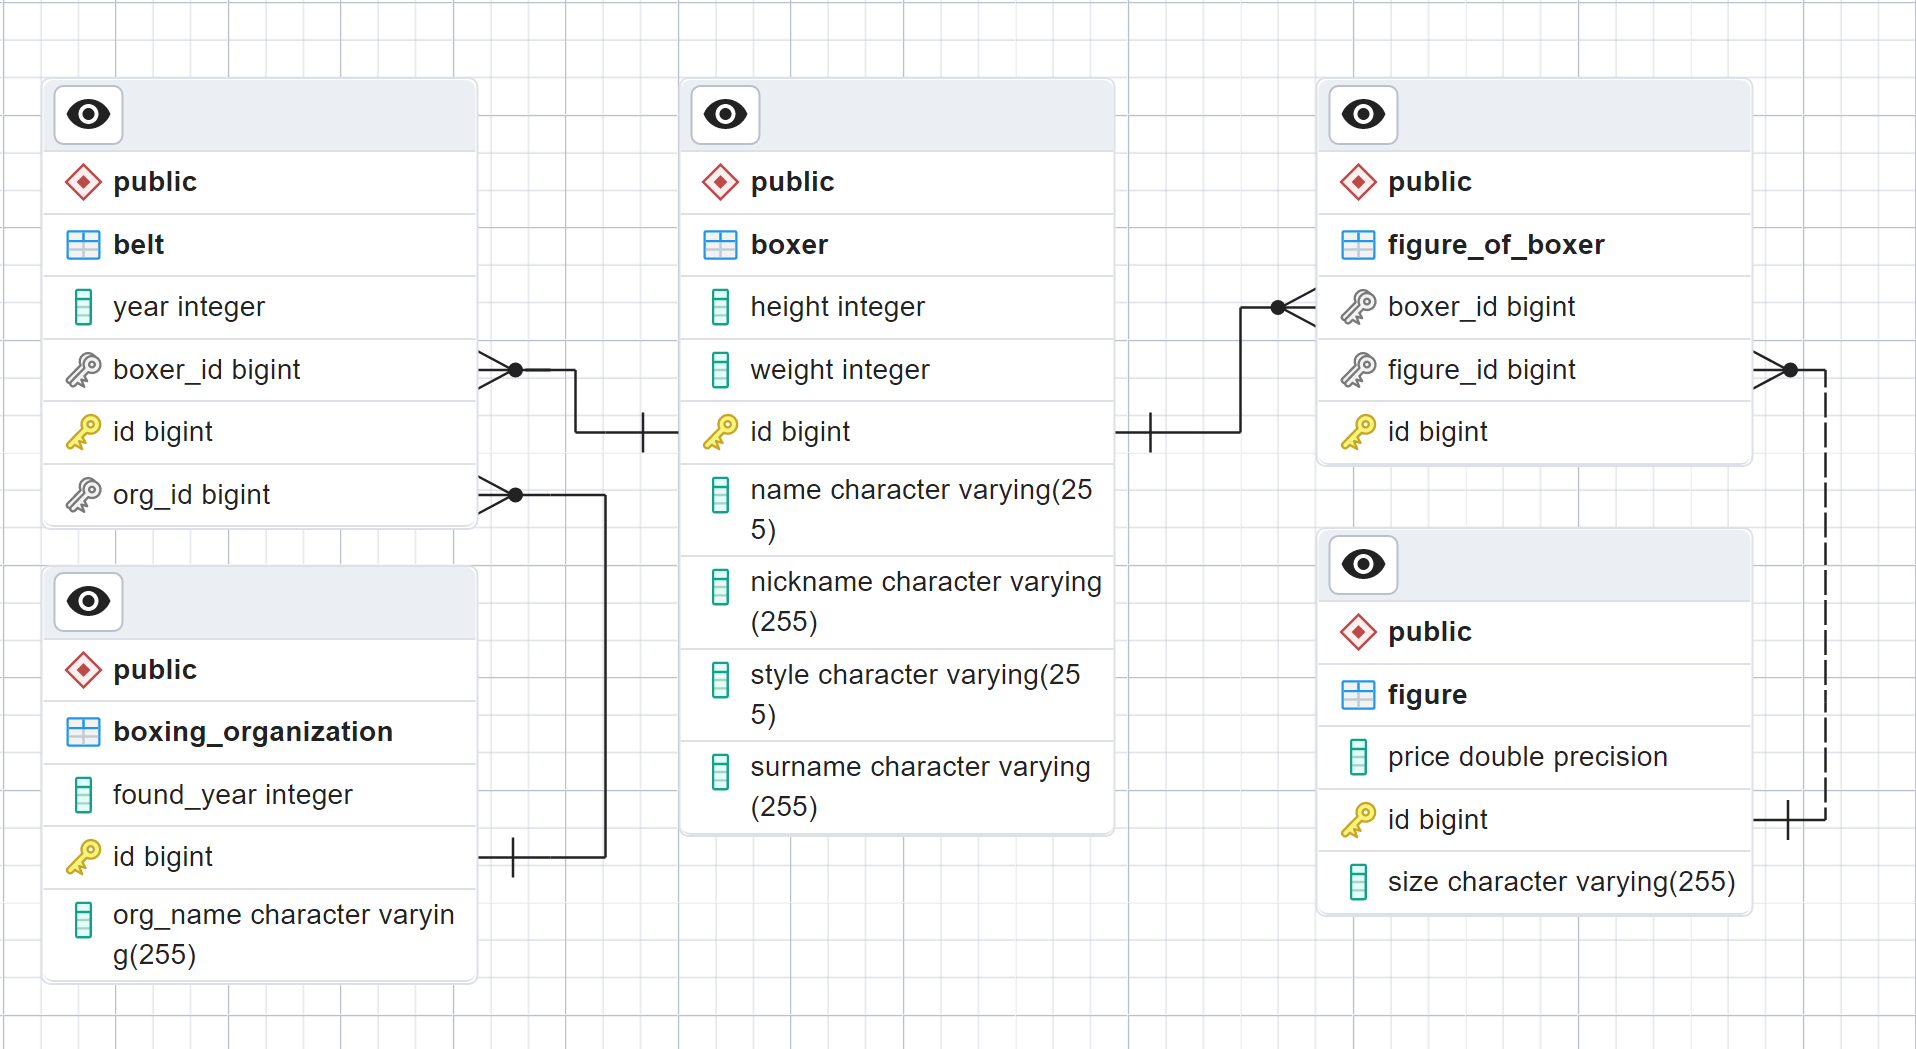 public
belt
year integer
boxer_id bigint
id bigint
org_id bigint
public
boxing_organization
found_year integer
id bigint
org_name character varyin
g(255)
public
boxer
height integer
weight integer
id bigint
name character varying(25
5)
nickname character varying
(255)
style character varying(25
5)
surname character varying
(255)
public
figure_of_boxer
boxer_id bigint
figure_id bigint
id bigint
public
figure
price double precision
id bigint
size character varying(255)